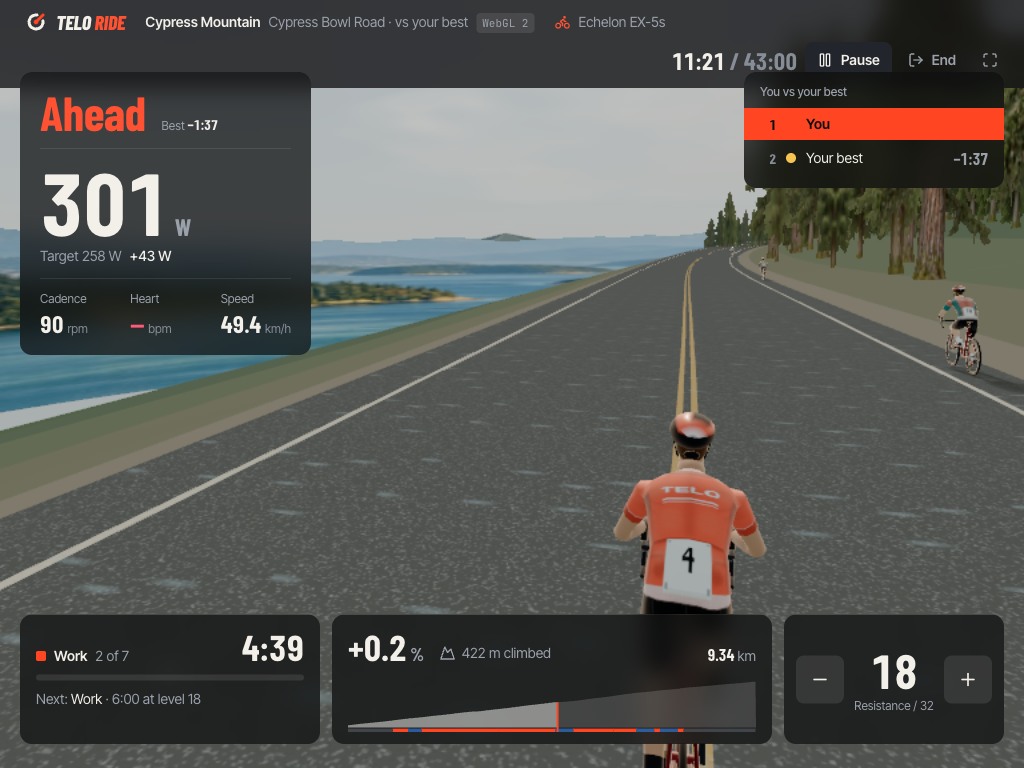 TELO RIDE Cypress Mountain Cypress Bowl Road · vs your best WebGL 2 Echelon EX-5s
11:21 / 43:00 Pause End
Ahead Best −1:37
301 W
Target 258 W +43 W
Cadence Heart Speed
90 rpm — bpm 49.4 km/h
You vs your best
1 You
2 Your best −1:37
TELO
4
Work 2 of 7 4:39
Next: Work · 6:00 at level 18
+0.2 % 422 m climbed 9.34 km
− 18 +
Resistance / 32